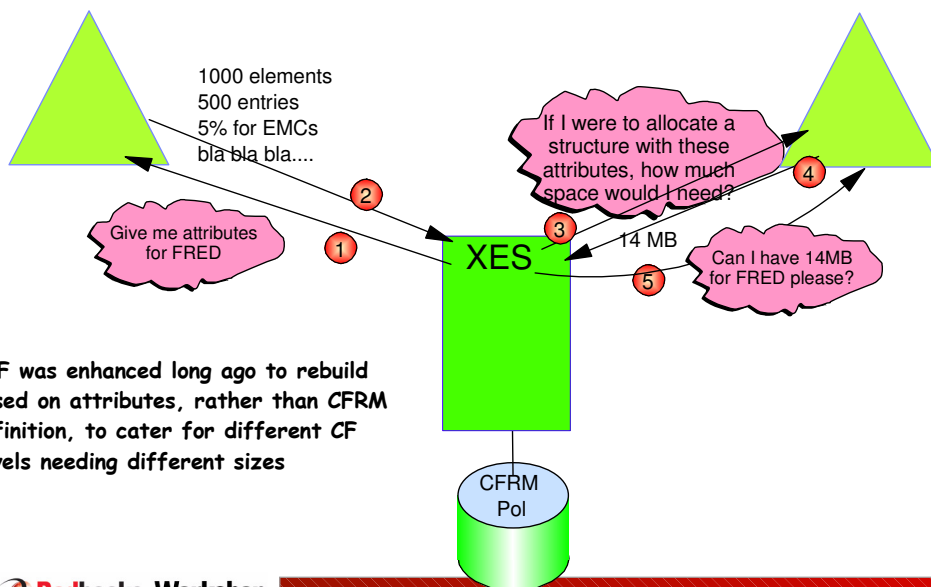 1000 elements
500 entries
5% for EMCs
bla bla bla....
If I were to allocate a
structure with these
attributes, how much
space would I need?
4
2
Give me attributes
for FRED
1
3
14 MB
XES
5
Can I have 14MB
for FRED please?
F was enhanced long ago to rebuild
sed on attributes, rather than CFRM
finition, to cater for different CF
vels needing different sizes
CFRM
Pol